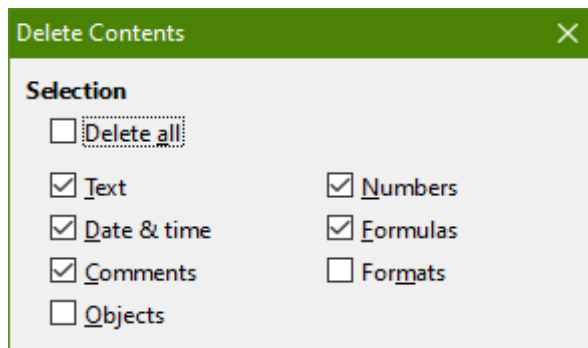 Delete Contents
Selection
Delete all
Text
Numbers
Date & time
Formulas
Comments
Formats
Objects